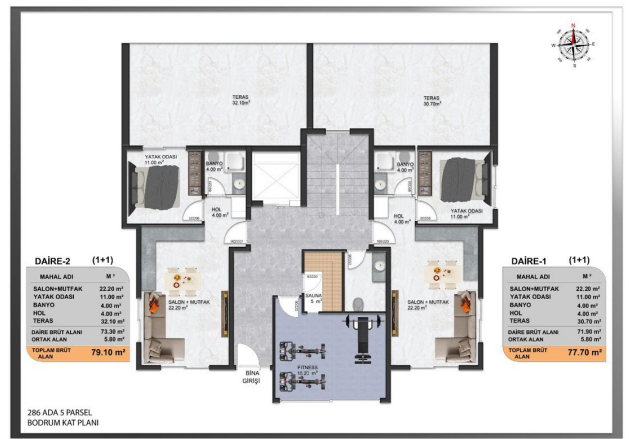 N
W
E
S
TERAS
32.10m²
TERAS
30.70m²
YATAK ODASI
11.00 m²
BANYO
4.00 m²
BANYO
4.00 m²
HOL
4.00 m²
HOL
4.00 m²
YATAK ODASI
11.00 m²
SALON + MUTFAK
22.20 m²
SAUNA
5 m²
SALON + MUTFAK
22.20 m²
FITNESS
BİNA
GİRİŞİ
DAİRE-2 (1+1)
MAHAL ADI M²
SALON+MUTFAK 22.20 m²
YATAK ODASI 11.00 m²
BANYO 4.00 m²
HOL 4.00 m²
TERAS 32.10 m²
DAİRE BRÜT ALANI 73.30 m²
ORTAK ALAN 5.80 m²
TOPLAM BRÜT
ALAN 79.10 m²
DAİRE-1 (1+1)
MAHAL ADI M²
SALON+MUTFAK 22.20 m²
YATAK ODASI 11.00 m²
BANYO 4.00 m²
HOL 4.00 m²
TERAS 30.70 m²
DAİRE BRÜT ALANI 71.90 m²
ORTAK ALAN 5.80 m²
TOPLAM BRÜT
ALAN 77.70 m²
286 ADA 5 PARSEL
BODRUM KAT PLANI